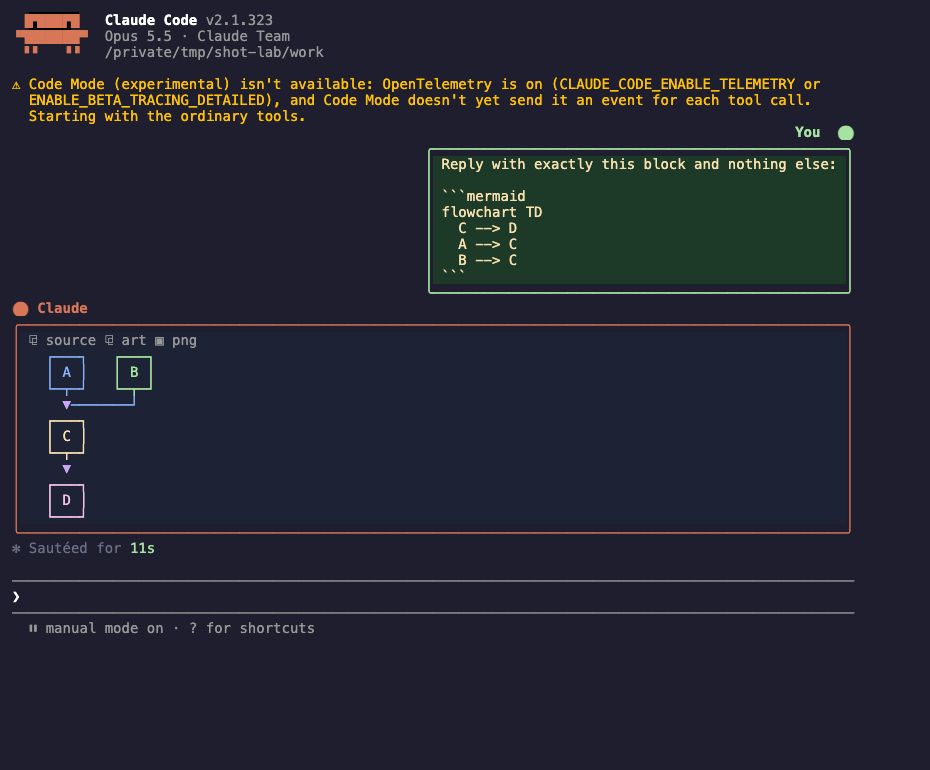 Claude Code v2.1.323
Opus 5.5 · Claude Team
/private/tmp/shot-lab/work
⚠ Code Mode (experimental) isn't available: OpenTelemetry is on (CLAUDE_CODE_ENABLE_TELEMETRY or
ENABLE_BETA_TRACING_DETAILED), and Code Mode doesn't yet send it an event for each tool call.
Starting with the ordinary tools.
You
Reply with exactly this block and nothing else:
```mermaid
flowchart TD
C --> D
A --> C
B --> C
```
Claude
source art png
A B
C
D
✻ Sautéed for 11s
❯
manual mode on · ? for shortcuts